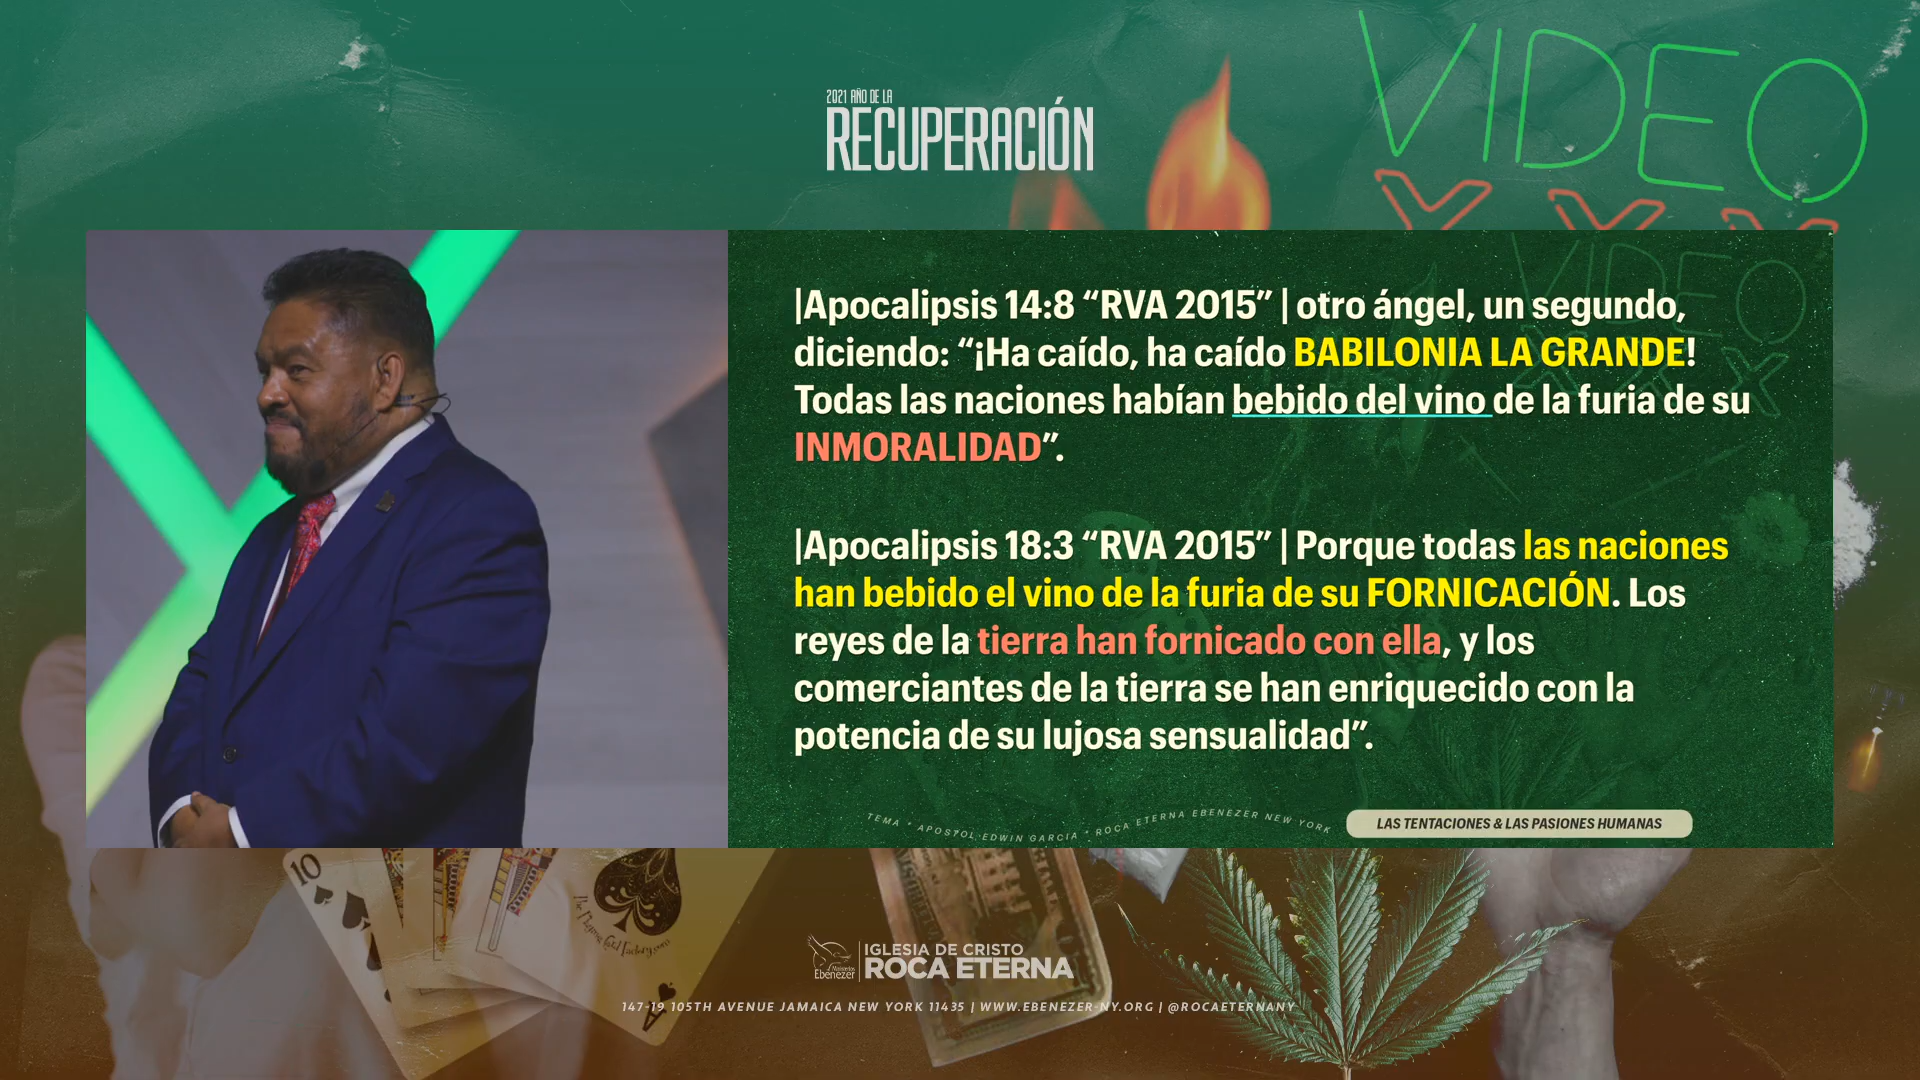 VIDEO
XXX
2021 AÑO DE LA
RECUPERACIÓN
|Apocalipsis 14:8 “RVA 2015” | otro ángel, un segundo,
diciendo: “¡Ha caído, ha caído BABILONIA LA GRANDE!
Todas las naciones habían bebido del vino de la furia de su
INMORALIDAD”.
|Apocalipsis 18:3 “RVA 2015” | Porque todas las naciones
han bebido el vino de la furia de su FORNICACIÓN. Los
reyes de la tierra han fornicado con ella, y los
comerciantes de la tierra se han enriquecido con la
potencia de su lujosa sensualidad”.
TEMA * APOSTOL EDWIN GARCIA * ROCA ETERNA EBENEZER NEW YORK
LAS TENTACIONES & LAS PASIONES HUMANAS
10
A
Ministerios
Ebenezer
IGLESIA DE CRISTO
ROCA ETERNA
147-19 105TH AVENUE JAMAICA NEW YORK 11435 | WWW.EBENEZER-NY.ORG | @ROCAETERNANY